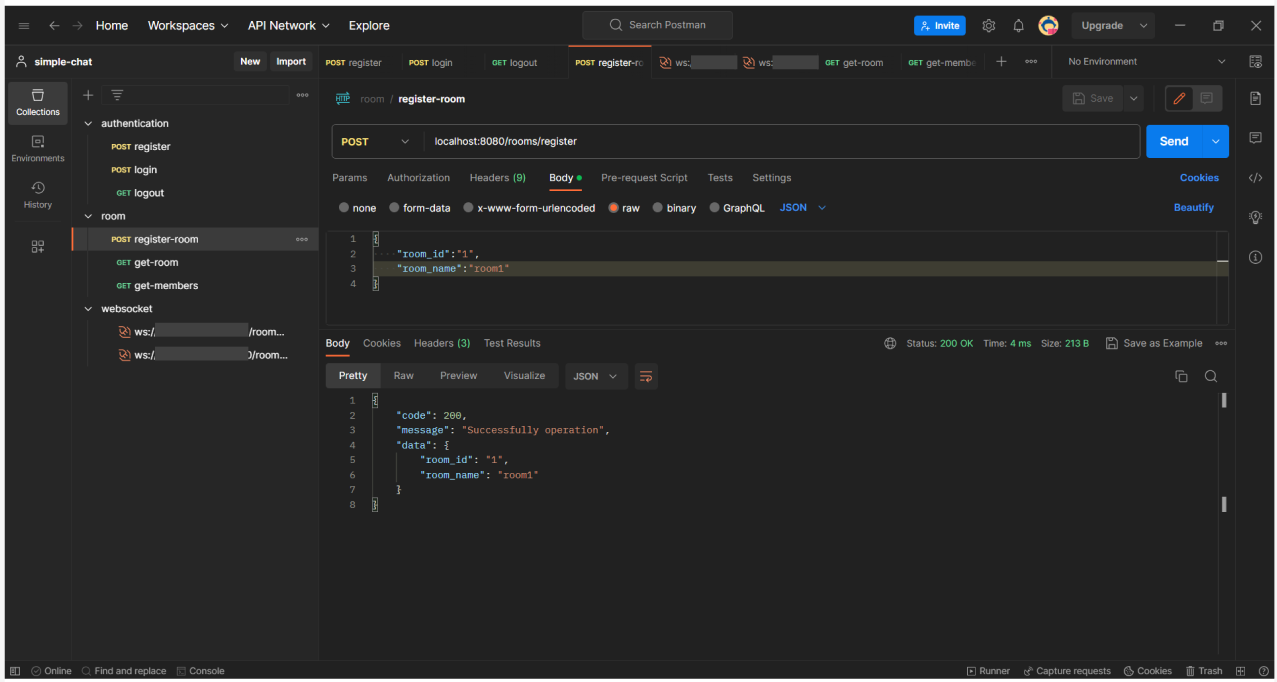 Home Workspaces API Network Explore Search Postman Invite Upgrade
simple-chat New Import POST register POST login GET logout POST register-ro ws: ws: GET get-room GET get-membe No Environment
Collections
Environments
History
authentication
POST register
POST login
GET logout
room
POST register-room
GET get-room
GET get-members
websocket
ws:/ /room...
ws:/ )/room...
HTTP room / register-room Save
POST localhost:8080/rooms/register Send
Params Authorization Headers (9) Body Pre-request Script Tests Settings Cookies
none form-data x-www-form-urlencoded raw binary GraphQL JSON Beautify
1 {
2 ····"room_id":"1",
3 "room_name":"room1"
4 }
Body Cookies Headers (3) Test Results Status: 200 OK Time: 4 ms Size: 213 B Save as Example
Pretty Raw Preview Visualize JSON
1 {
2 "code": 200,
3 "message": "Successfully operation",
4 "data": {
5 "room_id": "1",
6 "room_name": "room1"
7 }
8 }
Online Find and replace Console Runner Capture requests Cookies Trash